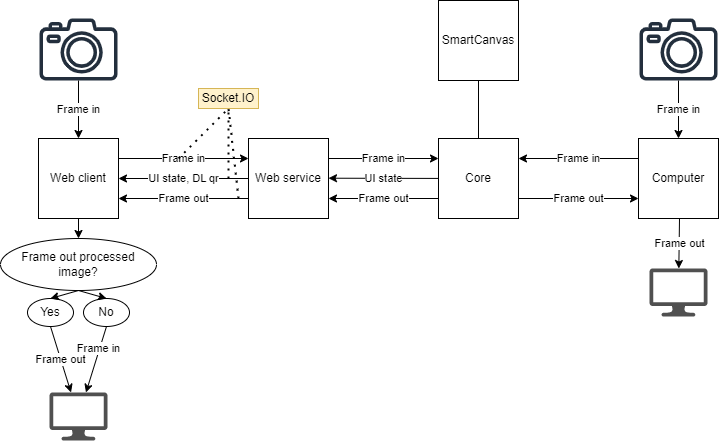 SmartCanvas
Frame in
Frame in
Socket.IO
Web client
Frame in
UI state, DL qr
Frame out
Web service
Frame in
UI state
Frame out
Core
Frame in
Frame out
Computer
Frame out processed
image?
Frame out
Yes
No
Frame in
Frame out